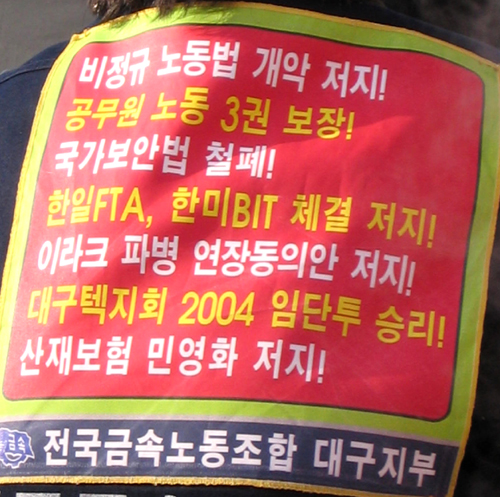 비정규 노동법 개악 저지!
공무원 노동 3권 보장!
국가보안법 철폐!
한일FTA, 한미BIT 체결 저지!
이라크 파병 연장동의안 저지!
대구텍지회 2004 임단투 승리!
산재보험 민영화 저지!
금속 전국금속노동조합 대구지부